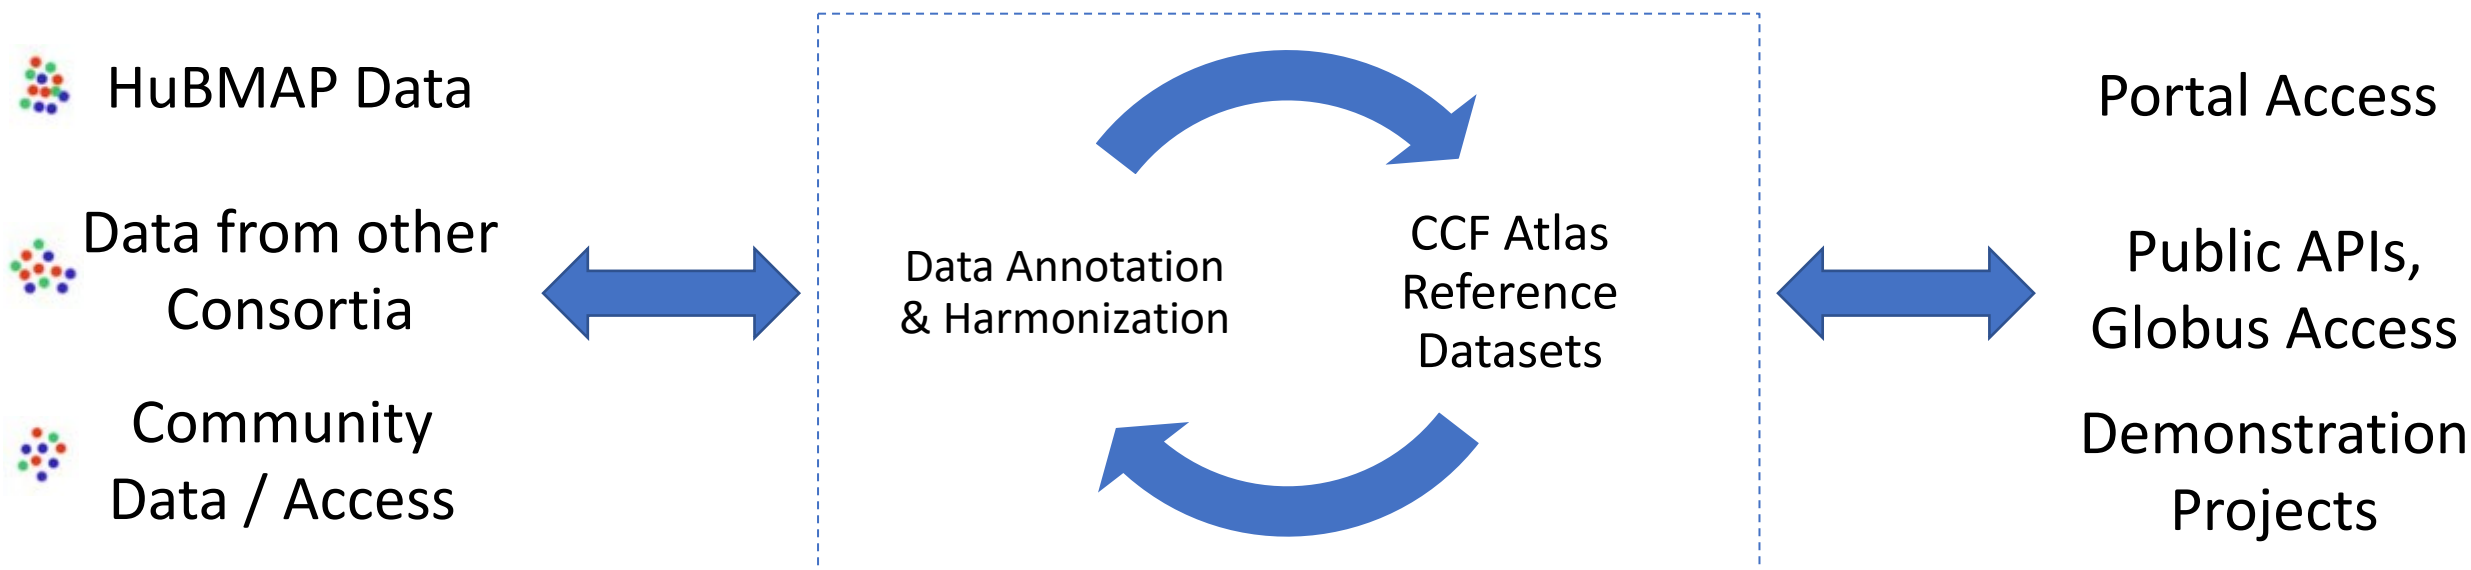 HuBMAP Data
Data from other
Consortia
Community
Data / Access
Data Annotation
& Harmonization
CCF Atlas
Reference
Datasets
Portal Access
Public APIs,
Globus Access
Demonstration
Projects